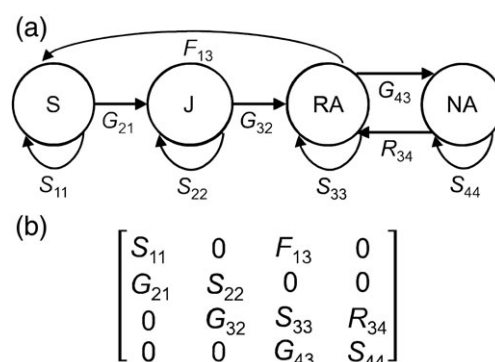 (a)
F13
S J RA NA
G21 G32 G43
R34
S11 S22 S33 S44
(b)
S11 0 F13 0
G21 S22 0 0
0 G32 S33 R34
0 0 G43 S44